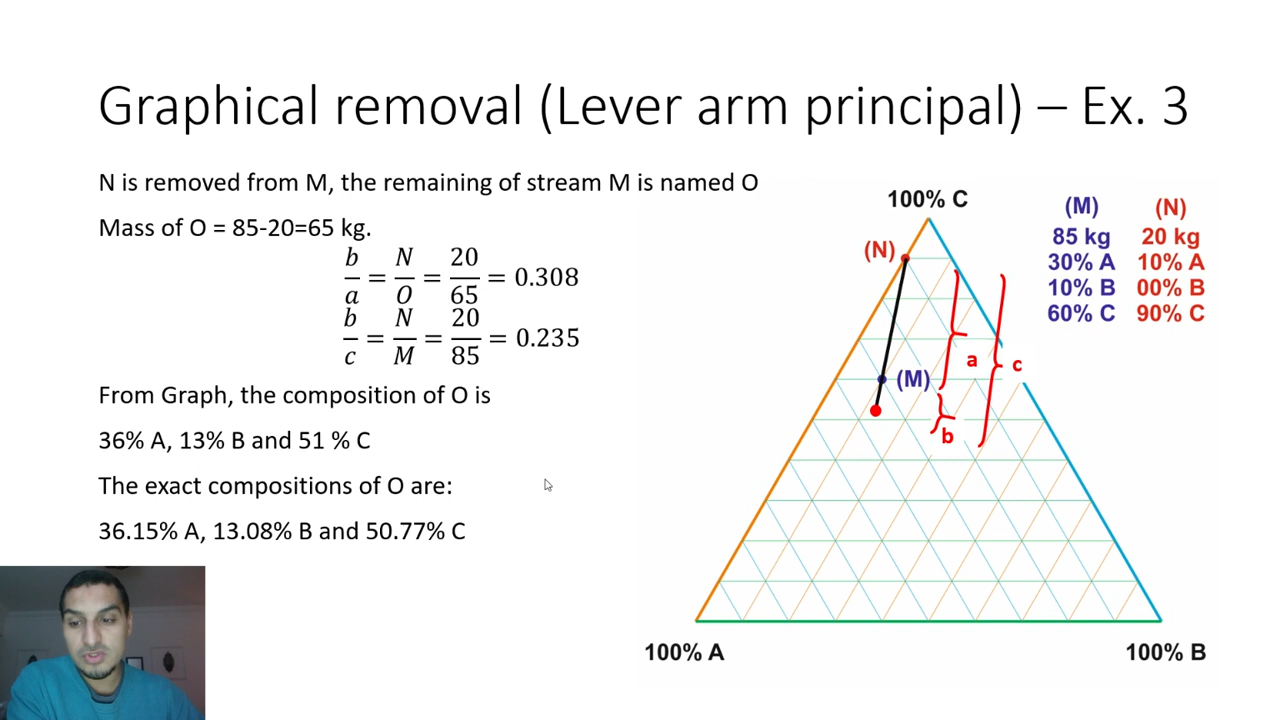 Graphical removal (Lever arm principal) – Ex. 3
N is removed from M, the remaining of stream M is named O
Mass of O = 85-20=65 kg.
b/a = N/O = 20/65 = 0.308
b/c = N/M = 20/85 = 0.235
From Graph, the composition of O is
36% A, 13% B and 51 % C
The exact compositions of O are:
36.15% A, 13.08% B and 50.77% C
100% C
(N)
(M)
a
c
b
100% A
100% B
(M) (N)
85 kg 20 kg
30% A 10% A
10% B 00% B
60% C 90% C